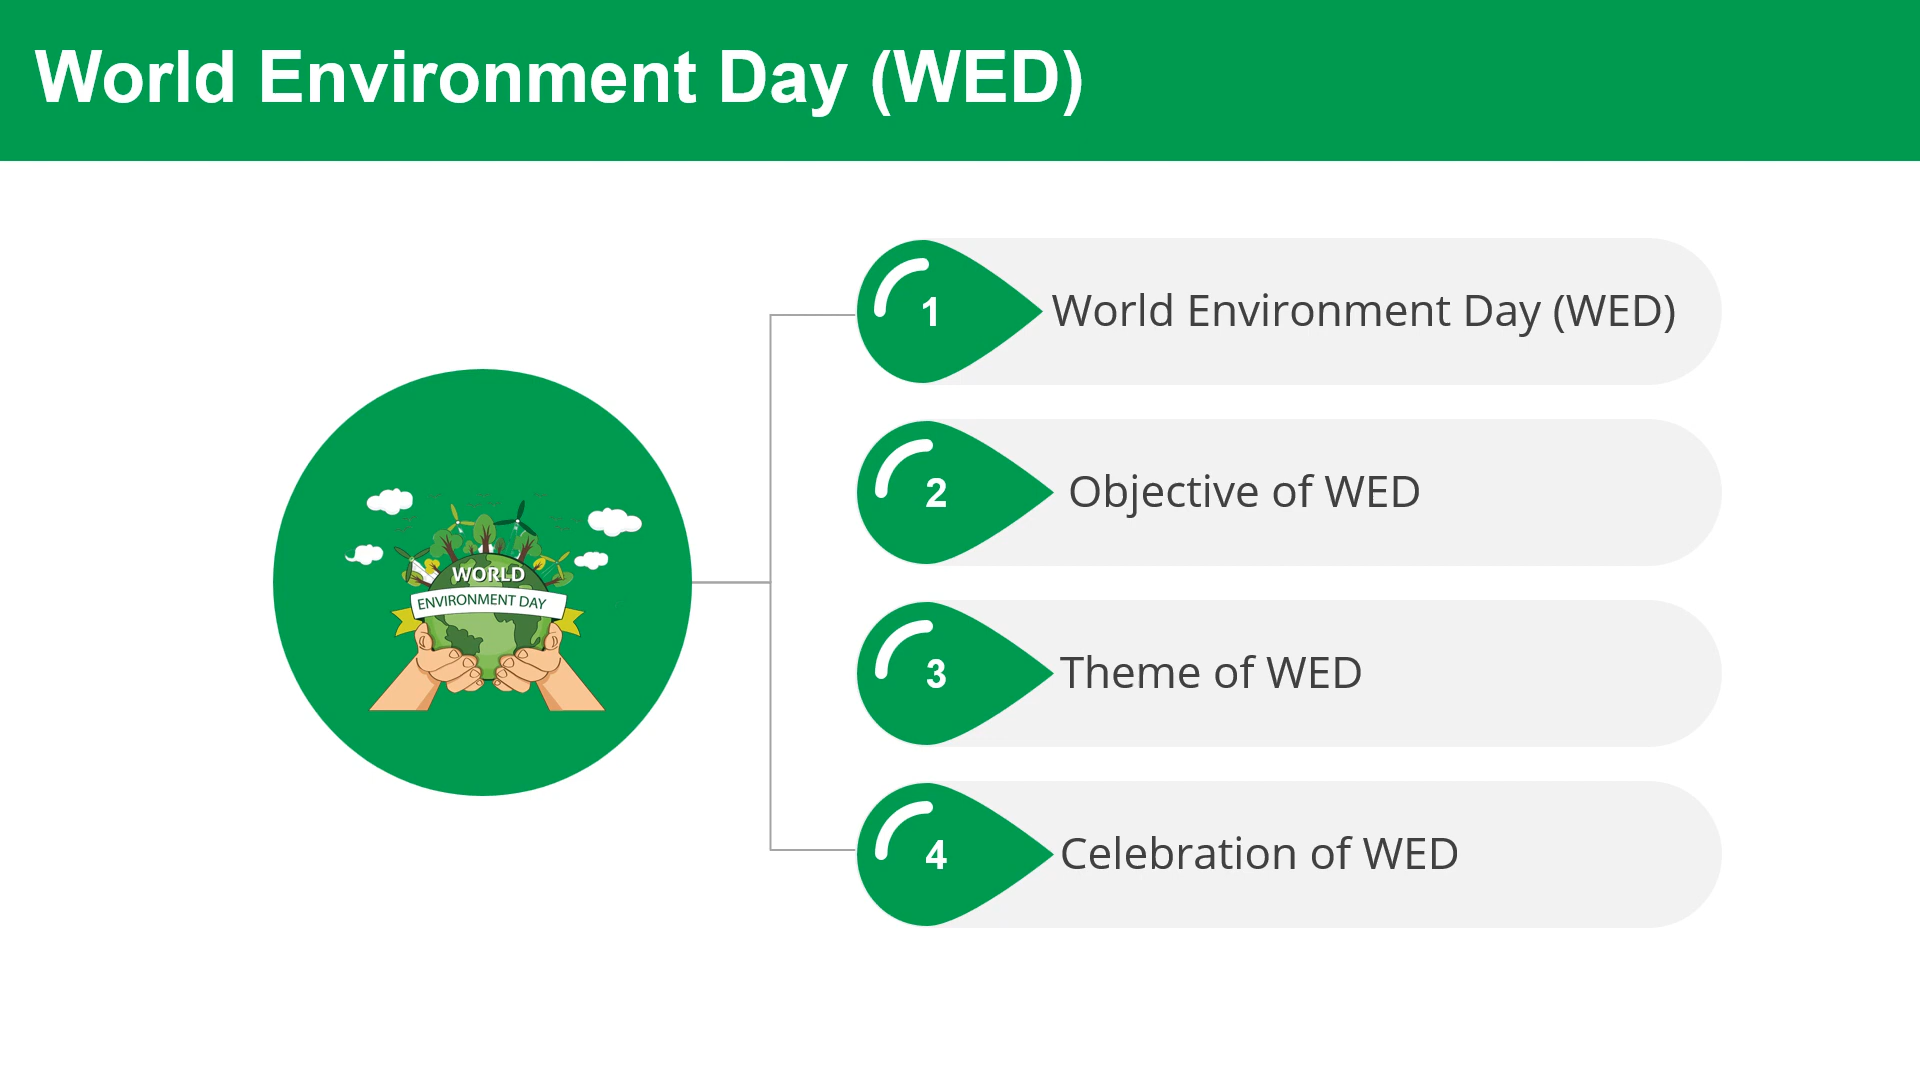 World Environment Day (WED)
WORLD
ENVIRONMENT DAY
1
World Environment Day (WED)
2
Objective of WED
3
Theme of WED
4
Celebration of WED